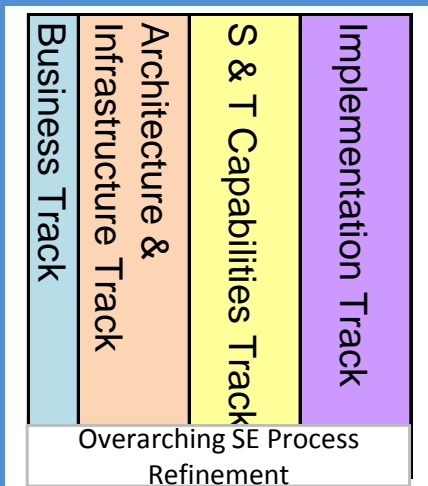 Business Track
Architecture &
Infrastructure Track
S & T Capabilities Track
Implementation Track
Overarching SE Process
Refinement